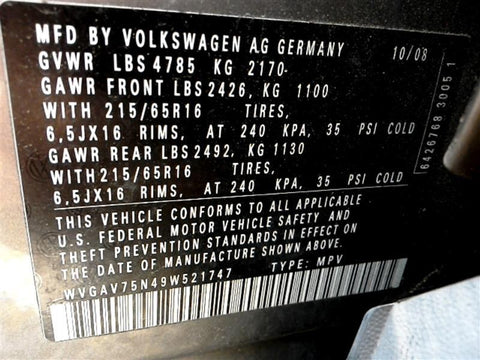 MFD BY VOLKSWAGEN AG GERMANY 10/08
GVWR LBS 4785 KG 2170
GAWR FRONT LBS 2426, KG 1100
WITH 215/65R16 TIRES,
6,5JX16 RIMS, AT 240 KPA, 35 PSI COLD
GAWR REAR LBS 2492, KG 1130
WITH 215/65R16 TIRES,
6,5JX16 RIMS, AT 240 KPA, 35 PSI COLD
THIS VEHICLE CONFORMS TO ALL APPLICABLE
U.S. FEDERAL MOTOR VEHICLE SAFETY AND
THEFT PREVENTION STANDARDS IN EFFECT ON
THE DATE OF MANUFACTURE SHOWN ABOVE.
WVGAV75N49W521747 TYPE: MPV
6426768 30051